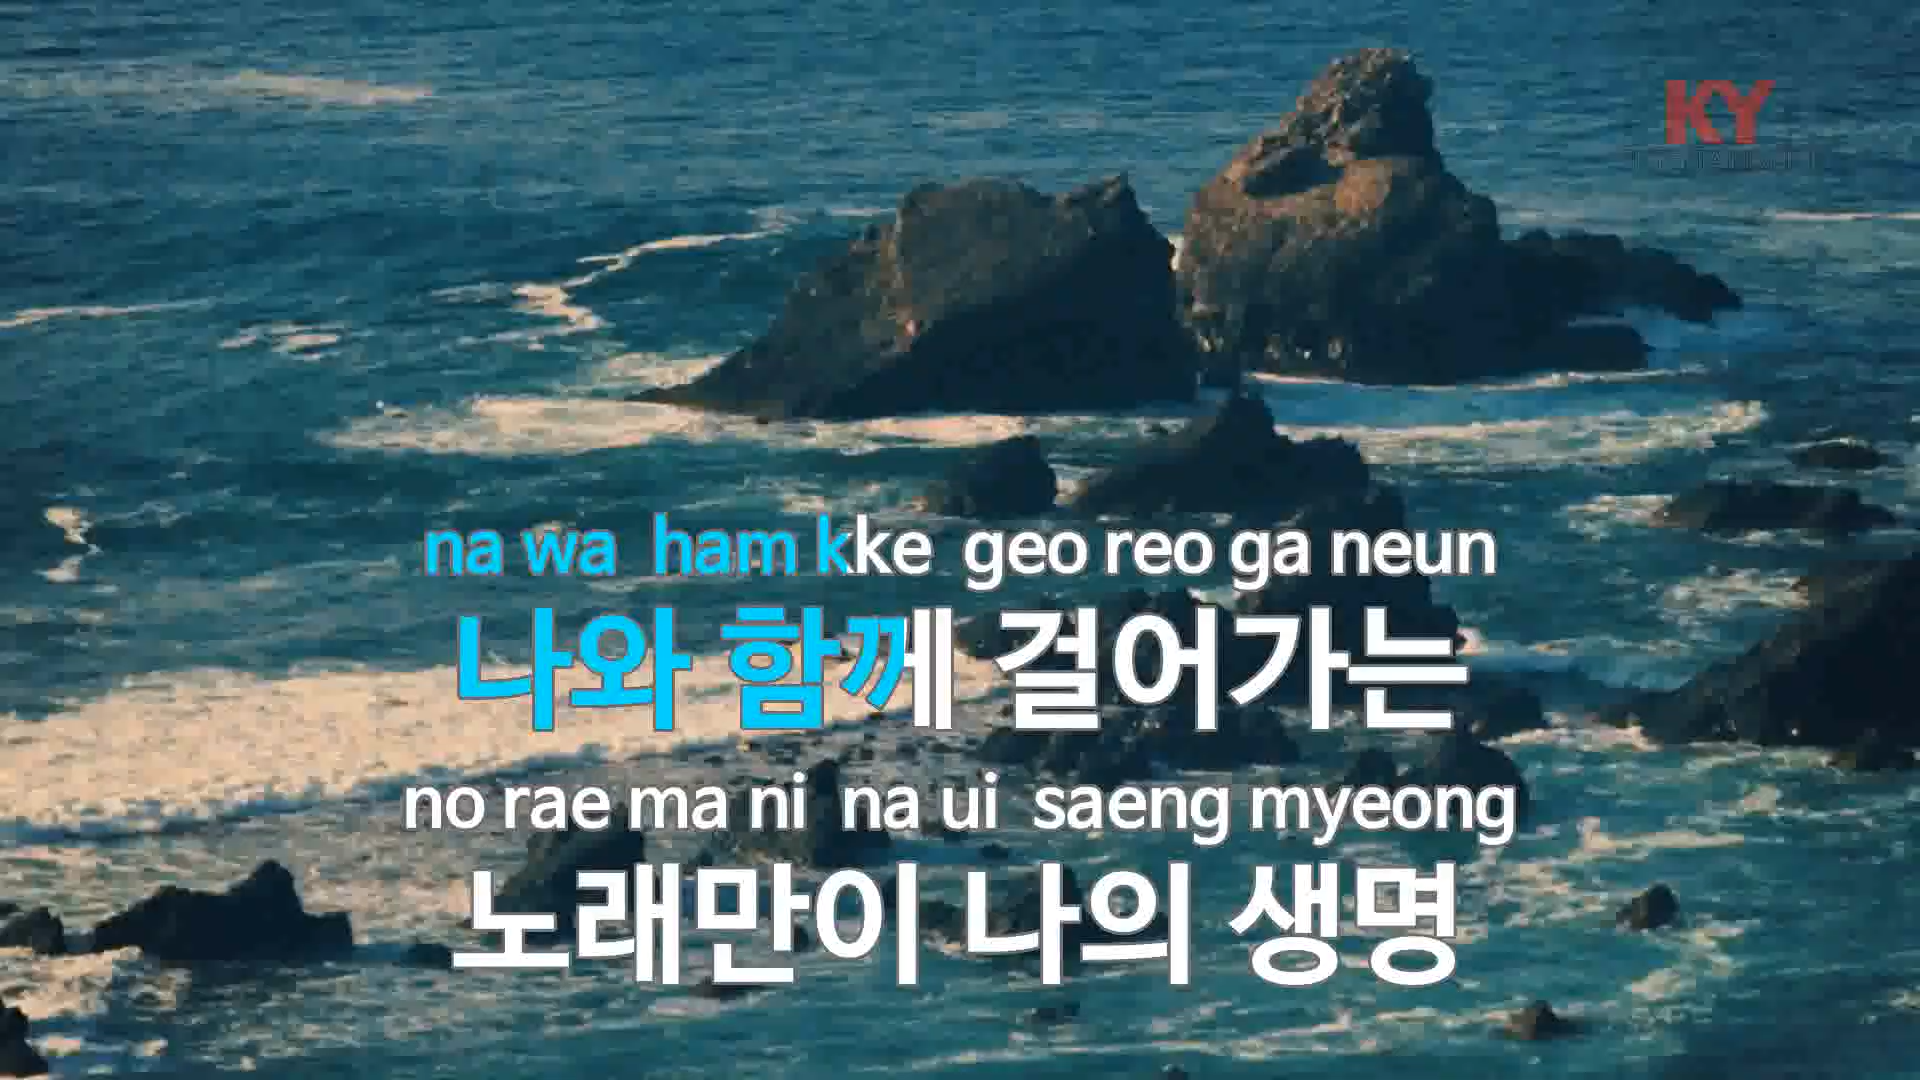 KY
na wa ham kke geo reo ga neun
나와 함께 걸어가는
no rae ma ni na ui saeng myeong
노래만이 나의 생명